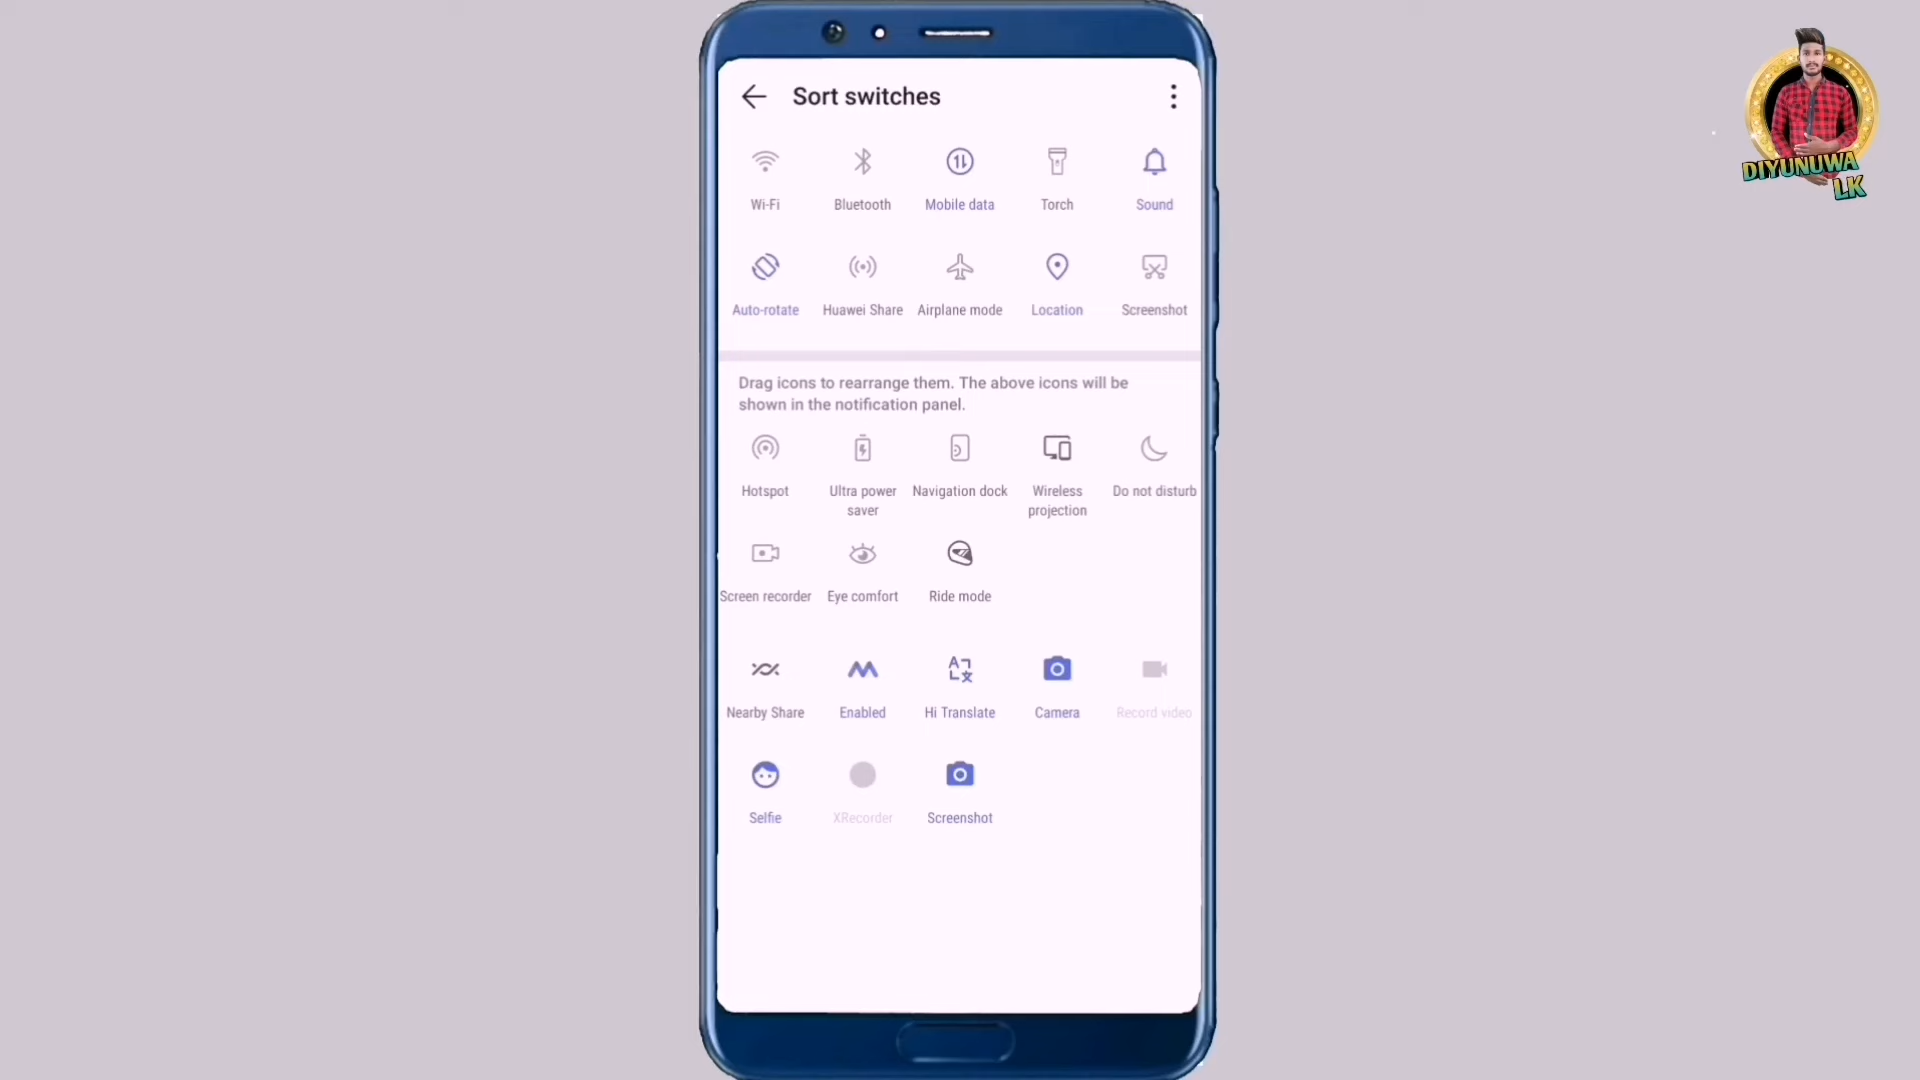 Sort switches
Wi-Fi Bluetooth Mobile data Torch Sound
Auto-rotate Huawei Share Airplane mode Location Screenshot
Drag icons to rearrange them. The above icons will be
shown in the notification panel.
Hotspot Ultra power saver Navigation dock Wireless projection Do not disturb
Screen recorder Eye comfort Ride mode
Nearby Share Enabled Hi Translate Camera Record video
Selfie XRecorder Screenshot
DIYUNUWA
LK